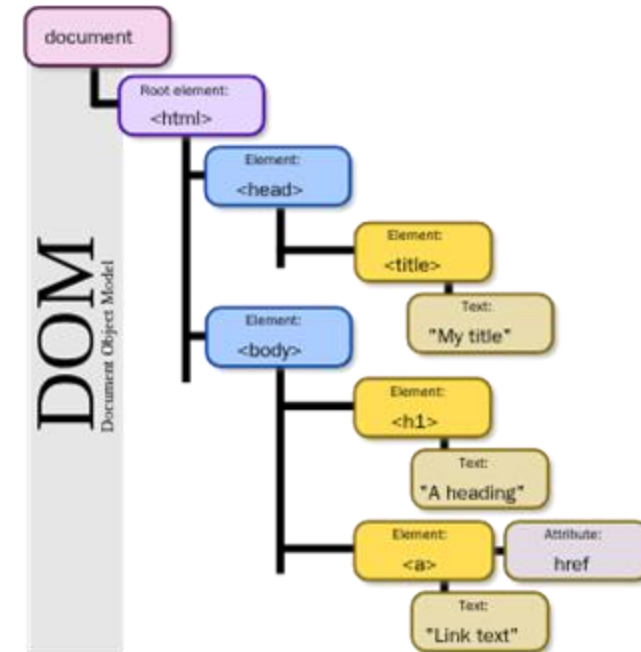 document
Root element:
<html>
Element:
<head>
Element:
<title>
Text:
"My title"
Element:
<body>
Element:
<h1>
Text:
"A heading"
Element:
<a>
Attribute:
href
Text:
"Link text"
DOM
Document Object Model